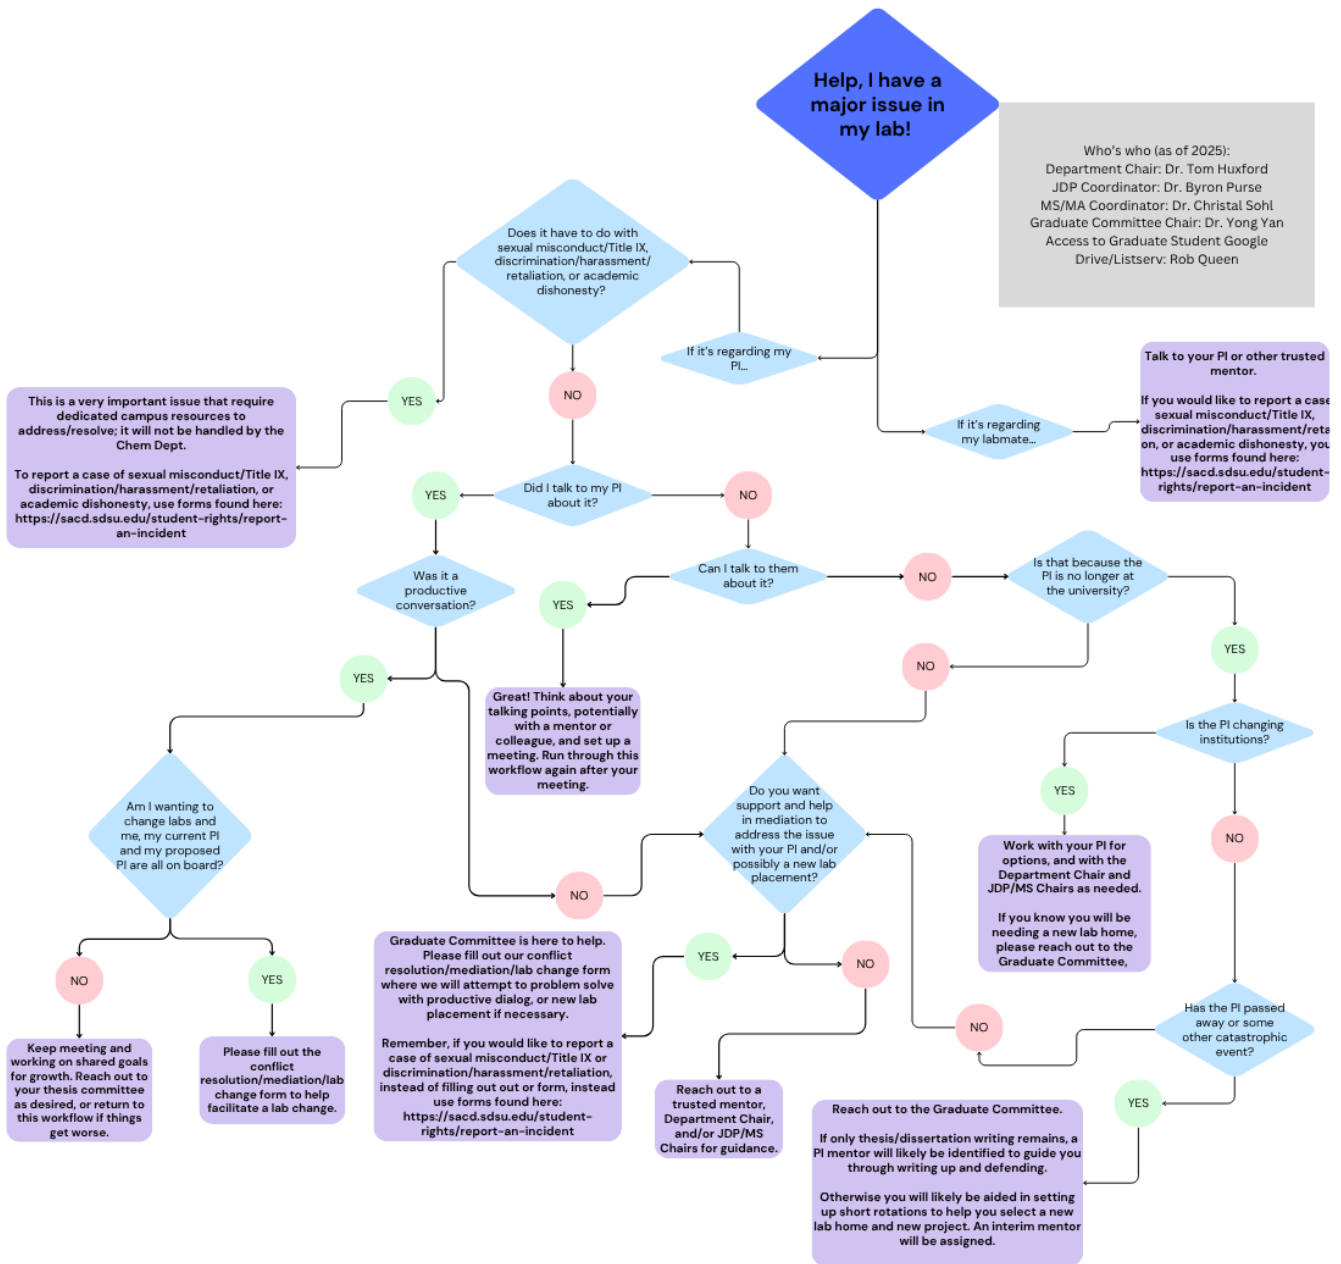 Help, I have a
major issue in
my lab!
Who's who (as of 2025):
Department Chair: Dr. Tom Huxford
JDP Coordinator: Dr. Byron Purse
MS/MA Coordinator: Dr. Christal Sohl
Graduate Committee Chair: Dr. Yong Yan
Access to Graduate Student Google
Drive/Listserv: Rob Queen
Does it have to do with
sexual misconduct/Title IX,
discrimination/harassment/
retaliation, or academic
dishonesty?
If it's regarding my
PI...
If it's regarding
my labmate...
Talk to your PI or other trusted
mentor.
If you would like to report a case
sexual misconduct/Title IX,
discrimination/harassment/reta
on, or academic dishonesty, you
use forms found here:
https://sacd.sdsu.edu/student-
rights/report-an-incident
YES
NO
This is a very important issue that require
dedicated campus resources to
address/resolve; it will not be handled by the
Chem Dept.
To report a case of sexual misconduct/Title IX,
discrimination/harassment/retaliation, or
academic dishonesty, use forms found here:
https://sacd.sdsu.edu/student-rights/report-
an-incident
Did I talk to my PI
about it?
YES
NO
Was it a
productive
conversation?
Can I talk to them
about it?
YES
NO
Is that because the
PI is no longer at
the university?
NO
YES
YES
Great! Think about your
talking points, potentially
with a mentor or
colleague, and set up a
meeting. Run through this
workflow again after your
meeting.
Is the PI changing
institutions?
YES
NO
Am I wanting to
change labs and
me, my current PI
and my proposed
PI are all on board?
Do you want
support and help
in mediation to
address the issue
with your PI and/or
possibly a new lab
placement?
NO
Work with your PI for
options, and with the
Department Chair and
JDP/MS Chairs as needed.
If you know you will be
needing a new lab home,
please reach out to the
Graduate Committee,
NO
YES
Graduate Committee is here to help.
Please fill out our conflict
resolution/mediation/lab change form
where we will attempt to problem solve
with productive dialog, or new lab
placement if necessary.
Remember, if you would like to report a
case of sexual misconduct/Title IX or
discrimination/harassment/retaliation,
instead of filling out out or form, instead
use forms found here:
https://sacd.sdsu.edu/student-
rights/report-an-incident
YES
NO
NO
Has the PI passed
away or some
other catastrophic
event?
YES
Keep meeting and
working on shared goals
for growth. Reach out to
your thesis committee
as desired, or return to
this workflow if things
get worse.
Please fill out the
conflict
resolution/mediation/lab
change form to help
facilitate a lab change.
Reach out to a
trusted mentor,
Department Chair,
and/or JDP/MS
Chairs for guidance.
Reach out to the Graduate Committee.
If only thesis/dissertation writing remains, a
PI mentor will likely be identified to guide you
through writing up and defending.
Otherwise you will likely be aided in setting
up short rotations to help you select a new
lab home and new project. An interim mentor
will be assigned.